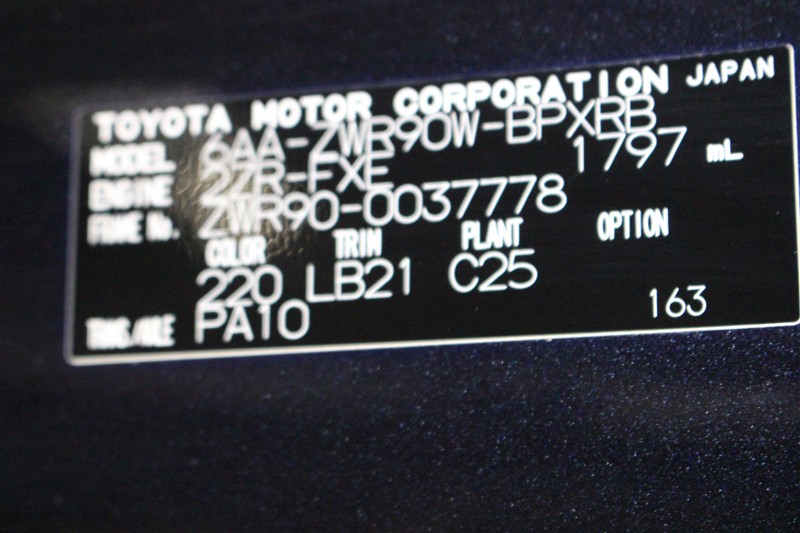 TOYOTA MOTOR CORPORATION JAPAN
MODEL 6AA-ZWR90W-BPXRB
ENGINE 2ZR-FXE 1797 mL
FRAME No. ZWR90-0037778
COLOR TRIM PLANT OPTION
220 LB21 C25
TRANS./AXLE PA10 163